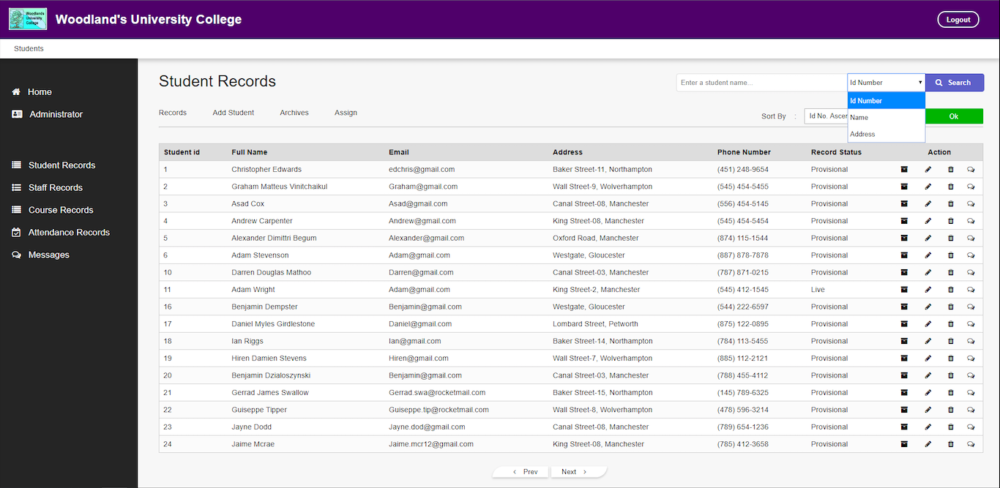 Woodlands
University
College
Woodland's University College
Logout
Students
Home
Administrator
Student Records
Staff Records
Course Records
Attendance Records
Messages
Student Records
Enter a student name...
Id Number
Search
Id Number
Name
Address
Records Add Student Archives Assign
Sort By : Id No. Ascen Ok
Student id Full Name Email Address Phone Number Record Status Action
1 Christopher Edwards edchris@gmail.com Baker Street-11, Northampton (451) 248-9654 Provisional
2 Graham Matteus Vinitchaikul Graham@gmail.com Wall Street-9, Wolverhampton (545) 454-5455 Provisional
3 Asad Cox Asad@gmail.com Canal Street-08, Manchester (556) 454-5145 Provisional
4 Andrew Carpenter Andrew@gmail.com King Street-08, Manchester (545) 454-5454 Provisional
5 Alexander Dimittri Begum Alexander@gmail.com Oxford Road, Manchester (874) 115-1544 Provisional
6 Adam Stevenson Adam@gmail.com Westgate, Gloucester (887) 878-7878 Provisional
10 Darren Douglas Mathoo Darren@gmail.com Canal Street-03, Manchester (787) 871-0215 Provisional
11 Adam Wright Adam@gmail.com King Street-2, Manchester (545) 412-1545 Live
16 Benjamin Dempster Benjamin@gmail.com Westgate, Gloucester (544) 222-6597 Provisional
17 Daniel Myles Girdlestone Daniel@gmail.com Lombard Street, Petworth (875) 122-0895 Provisional
18 Ian Riggs Ian@gmail.com Baker Street-14, Northampton (784) 113-5455 Provisional
19 Hiren Damien Stevens Hiren@gmail.com Wall Street-7, Wolverhampton (885) 112-2121 Provisional
20 Benjamin Dzialoszynski Benjamin@gmail.com Canal Street-03, Manchester (788) 455-4112 Provisional
21 Gerrad James Swallow Gerrad.swa@rocketmail.com Baker Street-15, Northampton (145) 789-6325 Provisional
22 Guiseppe Tipper Guiseppe.tip@rocketmail.com Wall Street-8, Wolverhampton (478) 596-3214 Provisional
23 Jayne Dodd Jayne.dod@gmail.com Canal Street-08, Manchester (789) 654-1236 Provisional
24 Jaime Mcrae Jaime.mcr12@gmail.com King Street-08, Manchester (785) 412-3658 Provisional
‹ Prev Next ›